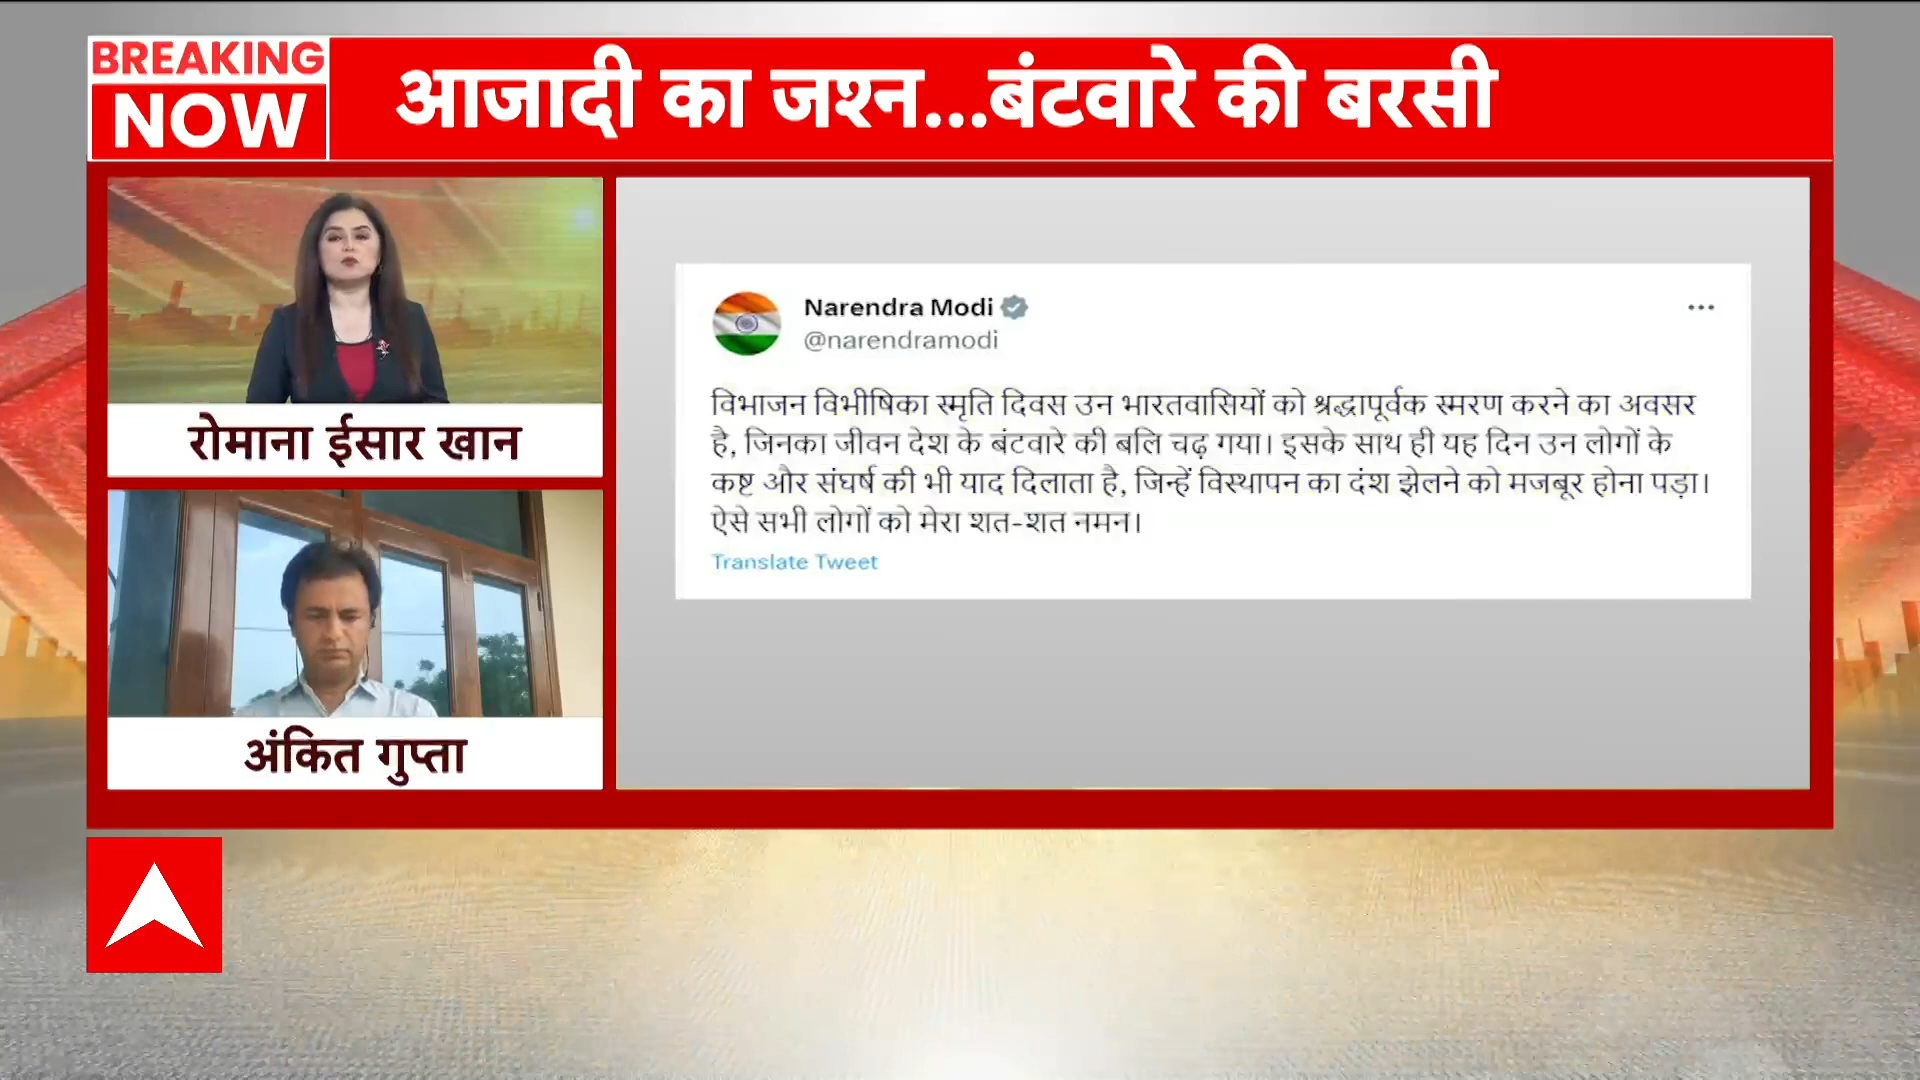 BREAKING
NOW
आजादी का जश्न...बंटवारे की बरसी
रोमाना ईसार खान
अंकित गुप्ता
Narendra Modi
@narendramodi
विभाजन विभीषिका स्मृति दिवस उन भारतवासियों को श्रद्धापूर्वक स्मरण करने का अवसर
है, जिनका जीवन देश के बंटवारे की बलि चढ़ गया। इसके साथ ही यह दिन उन लोगों के
कष्ट और संघर्ष की भी याद दिलाता है, जिन्हें विस्थापन का दंश झेलने को मजबूर होना पड़ा।
ऐसे सभी लोगों को मेरा शत-शत नमन।
Translate Tweet